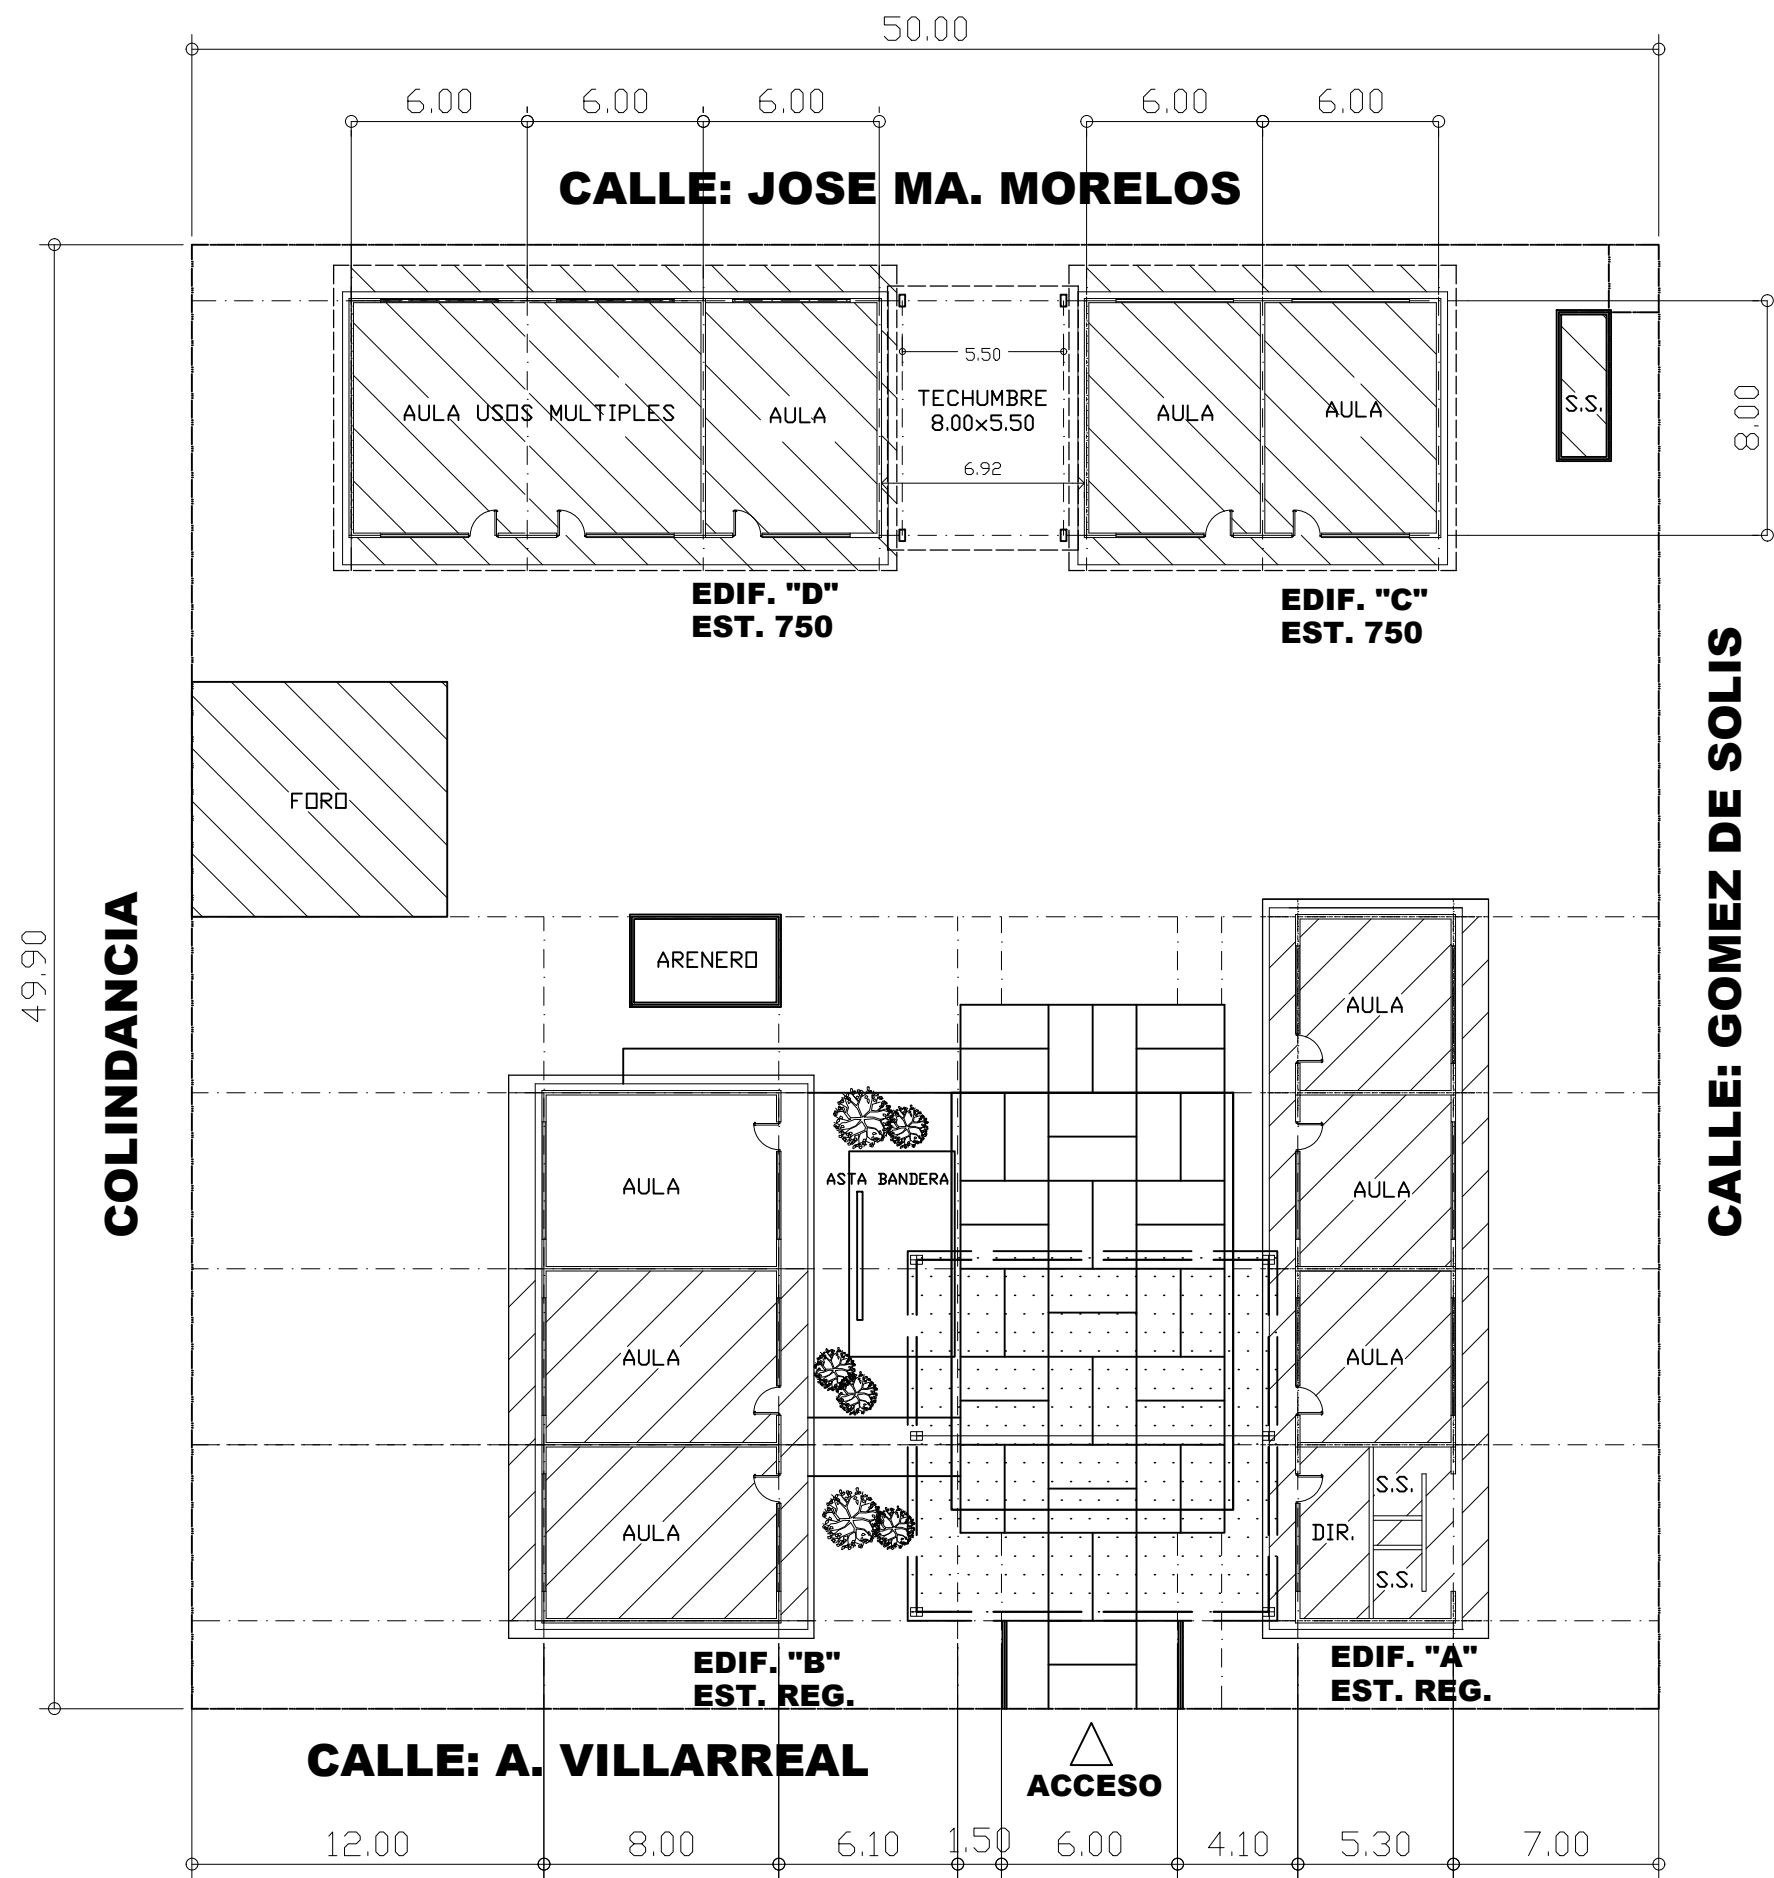 50.00
6.00 6.00 6.00 6.00 6.00
CALLE: JOSE MA. MORELOS
5.50
TECHUMBRE
8.00x5.50
6.92
AULA USOS MULTIPLES
AULA
AULA
AULA
S.S.
8.00
EDIF. "D"
EST. 750
EDIF. "C"
EST. 750
FORO
COLINDANCIA
49.90
CALLE: GOMEZ DE SOLIS
ARENERO
AULA
AULA
ASTA BANDERA
AULA
AULA
AULA
AULA
S.S.
DIR.
S.S.
EDIF. "B"
EST. REG.
EDIF. "A"
EST. REG.
CALLE: A. VILLARREAL
ACCESO
12.00 8.00 6.10 1.50 6.00 4.10 5.30 7.00